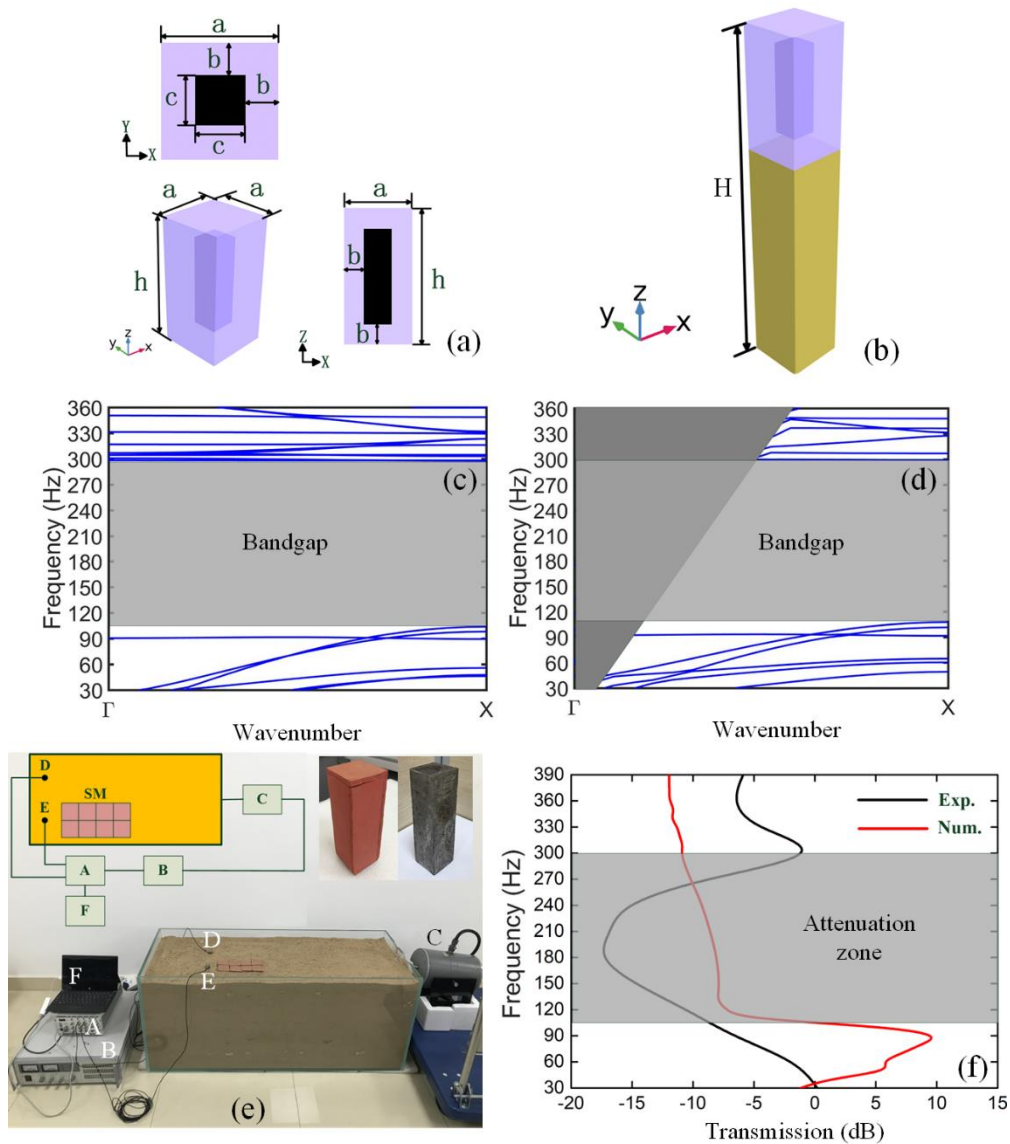 a
b
c
b
c
Y
X
a
a
h
z
y
x
a
b
h
b
Z
X
(a)
H
z
y
x
(b)
Frequency (Hz)
360
330
300
270
240
210
180
150
120
90
60
30
(c)
Bandgap
Γ
X
Wavenumber
Frequency (Hz)
360
330
300
270
240
210
180
150
120
90
60
30
(d)
Bandgap
Γ
X
Wavenumber
D
E
SM
C
A
B
F
D
E
C
F
A
B
(e)
Frequency (Hz)
390
360
330
300
270
240
210
180
150
120
90
60
30
Exp.
Num.
Attenuation
zone
(f)
-20 -15 -10 -5 0 5 10 15
Transmission (dB)